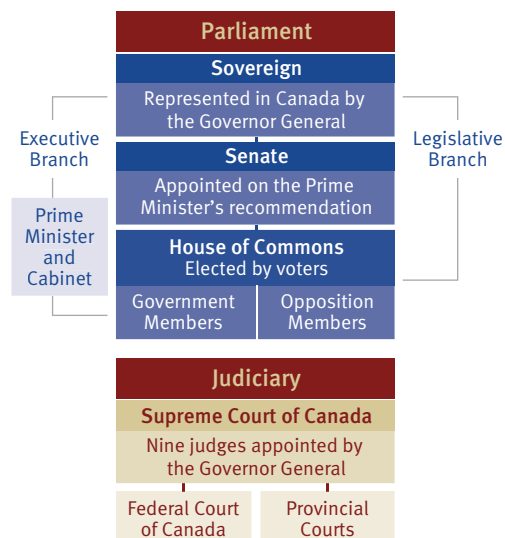 Parliament
Sovereign
Represented in Canada by
the Governor General
Executive
Branch
Legislative
Branch
Senate
Appointed on the Prime
Minister’s recommendation
Prime
Minister
and
Cabinet
House of Commons
Elected by voters
Government
Members
Opposition
Members
Judiciary
Supreme Court of Canada
Nine judges appointed by
the Governor General
Federal Court
of Canada
Provincial
Courts